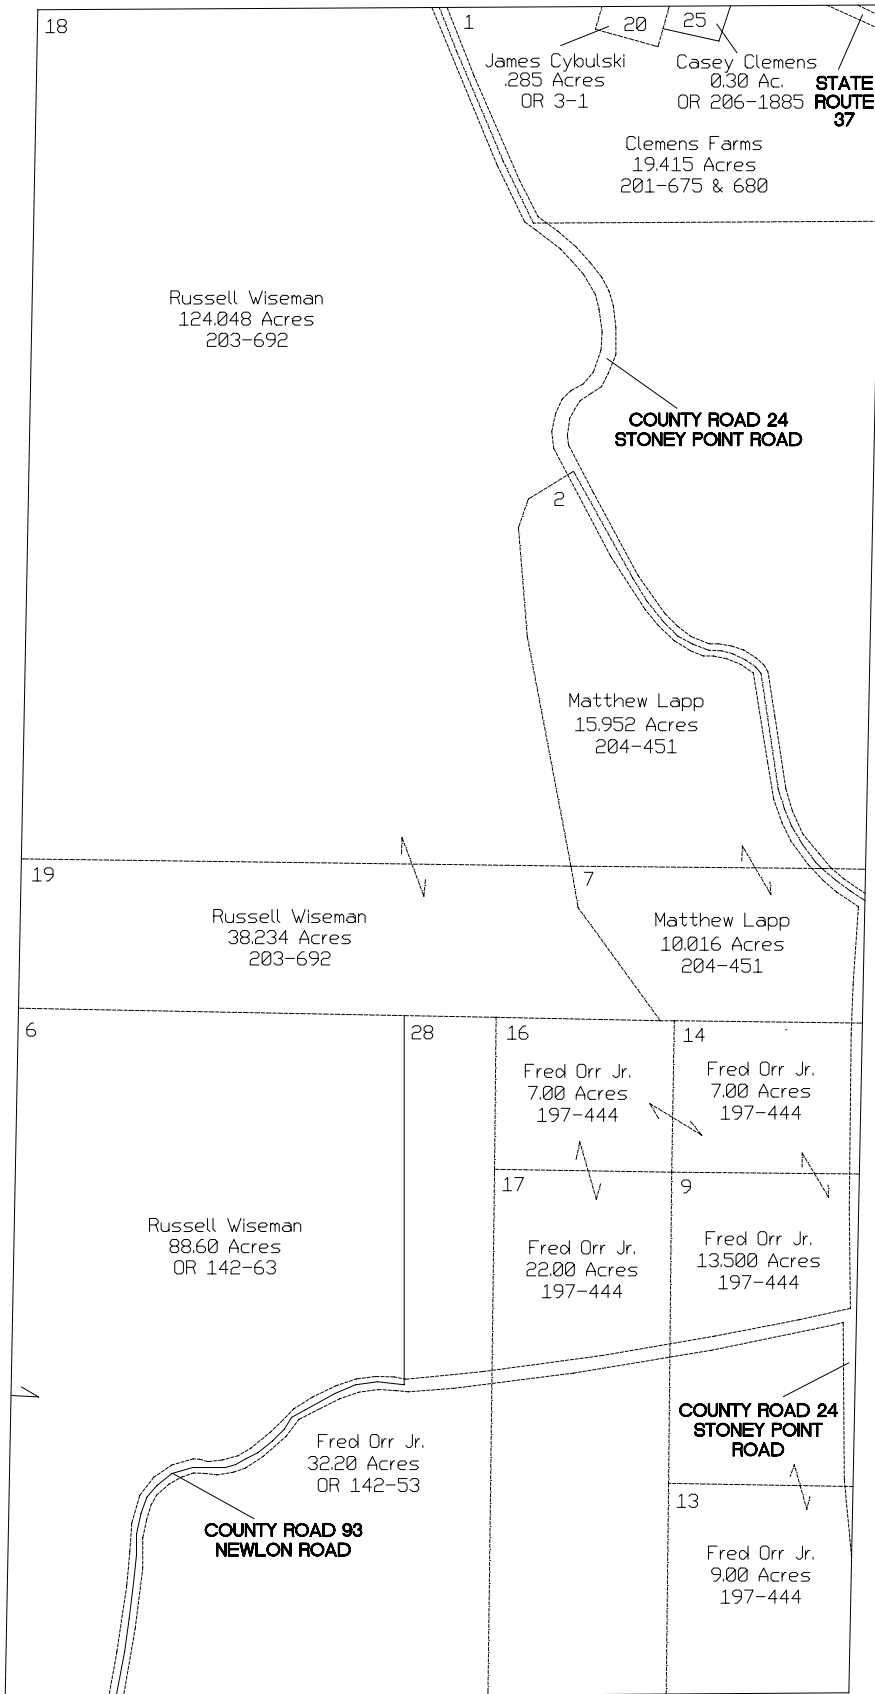 18
1
20
25
James Cybulski
.285 Acres
OR 3-1
Casey Clemens
0.30 Ac.
OR 206-1885
STATE
ROUTE
37
Clemens Farms
19.415 Acres
201-675 & 680
Russell Wiseman
124.048 Acres
203-692
COUNTY ROAD 24
STONEY POINT ROAD
2
Matthew Lapp
15.952 Acres
204-451
19
7
Russell Wiseman
38.234 Acres
203-692
Matthew Lapp
10.016 Acres
204-451
6
28
16
14
Fred Orr Jr.
7.00 Acres
197-444
Fred Orr Jr.
7.00 Acres
197-444
17
9
Russell Wiseman
88.60 Acres
OR 142-63
Fred Orr Jr.
22.00 Acres
197-444
Fred Orr Jr.
13.500 Acres
197-444
COUNTY ROAD 24
STONEY POINT
ROAD
Fred Orr Jr.
32.20 Acres
OR 142-53
13
COUNTY ROAD 93
NEWLON ROAD
Fred Orr Jr.
9.00 Acres
197-444